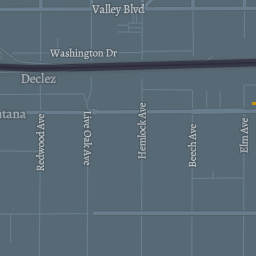 Valley Blvd
Washington Dr
Declez
ntana
Redwood Ave
Live Oak Ave
Hemlock Ave
Beech Ave
Elm Ave